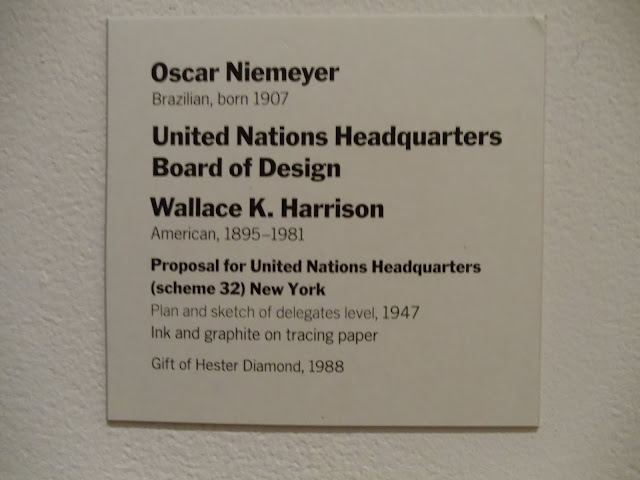 Oscar Niemeyer
Brazilian, born 1907
United Nations Headquarters
Board of Design
Wallace K. Harrison
American, 1895–1981
Proposal for United Nations Headquarters
(scheme 32) New York
Plan and sketch of delegates level, 1947
Ink and graphite on tracing paper
Gift of Hester Diamond, 1988